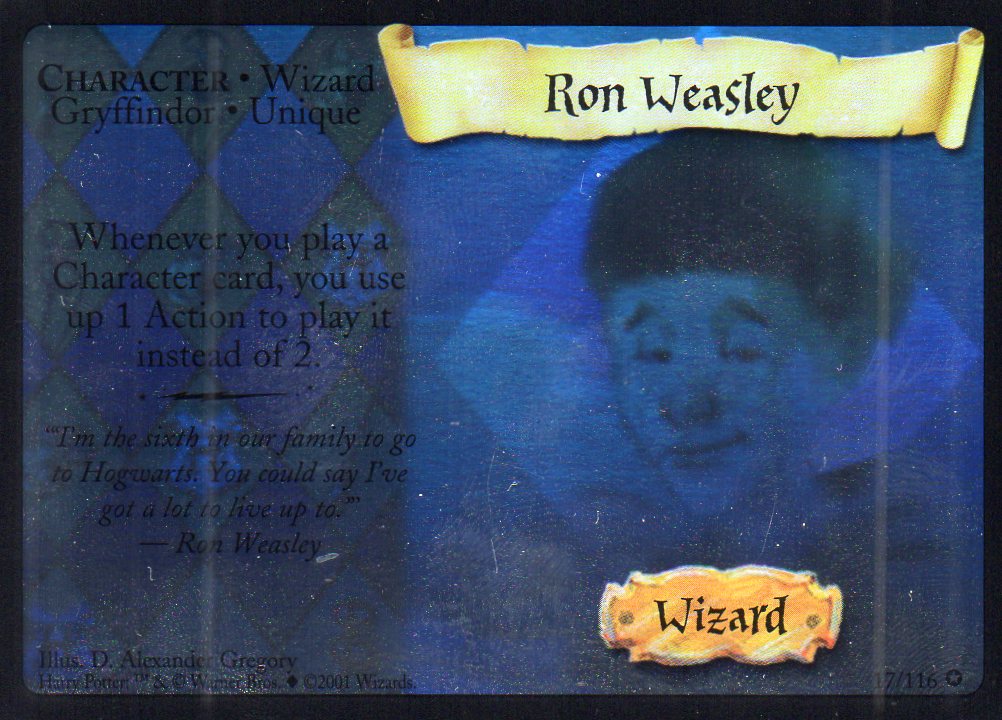 CHARACTER • Wizard
Gryffindor • Unique
Ron Weasley
Whenever you play a
Character card, you use
up 1 Action to play it
instead of 2.
“‘I'm the sixth in our family to go
to Hogwarts. You could say I've
got a lot to live up to.’”
— Ron Weasley
Wizard
Illus. D. Alexander Gregory
Harry Potter, ™ & © Warner Bros. ◆ ©2001 Wizards.
17/116 ✪